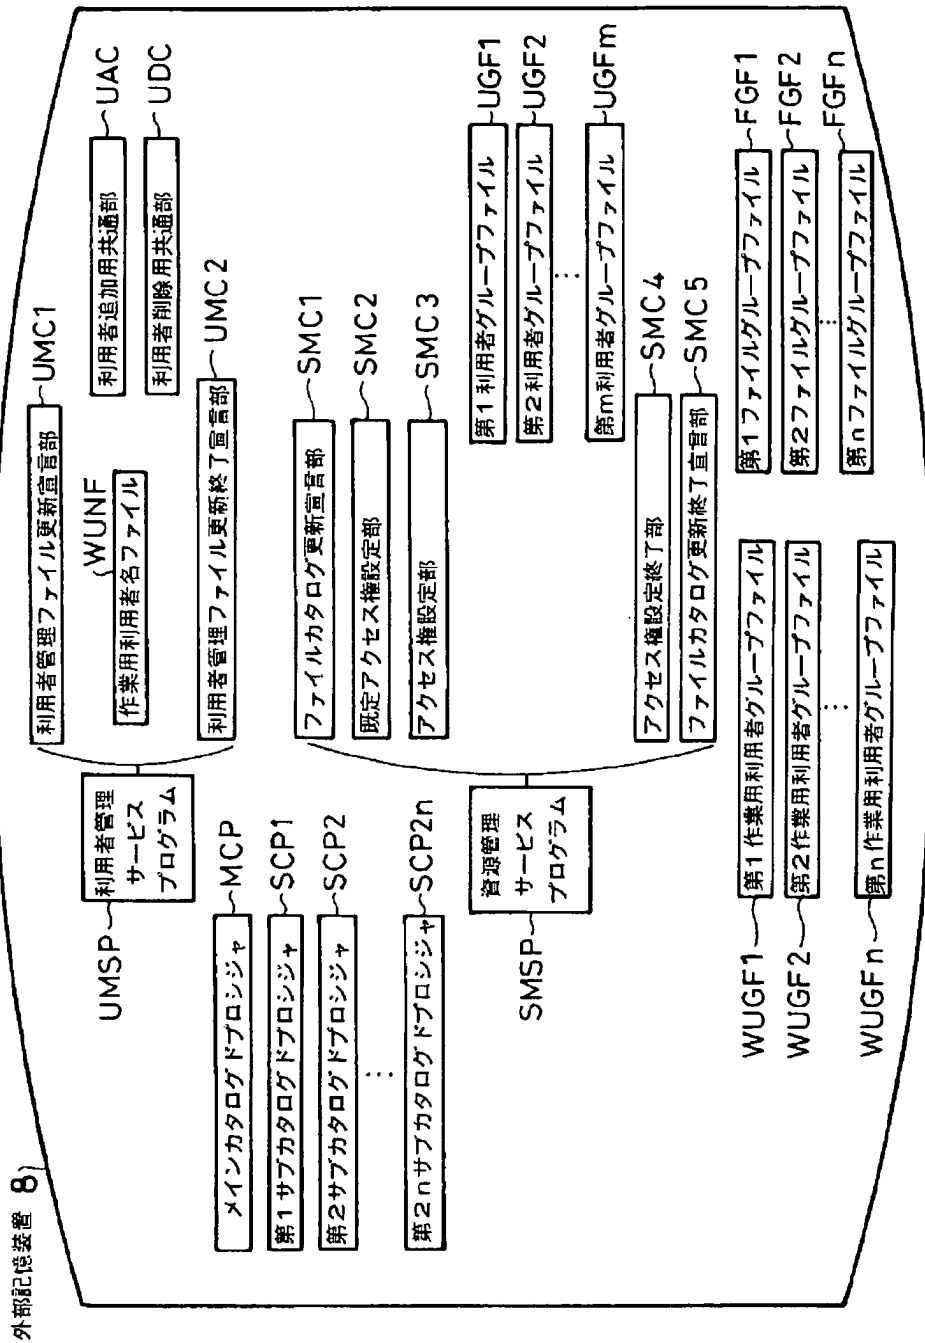 外部記憶装置 8
UMSP
利用者管理
サービス
プログラム
利用者管理ファイル更新宣言部
UMC1
WUNF
作業用利用者名ファイル
利用者追加用共通部
UAC
利用者削除用共通部
UDC
利用者管理ファイル更新終了宣言部
UMC2
メインカタログドプロシジャ
MCP
第1サブカタログドプロシジャ
SCP1
第2サブカタログドプロシジャ
SCP2
⋯
第2nサブカタログドプロシジャ
SCP2n
SMSP
資源管理
サービス
プログラム
ファイルカタログ更新宣言部
SMC1
既定アクセス権設定部
SMC2
アクセス権設定部
SMC3
第1利用者グループファイル
UGF1
第2利用者グループファイル
UGF2
⋯
第m利用者グループファイル
UGFm
アクセス権設定終了部
SMC4
ファイルカタログ更新終了宣言部
SMC5
WUGF1
第1作業用利用者グループファイル
WUGF2
第2作業用利用者グループファイル
⋯
WUGFn
第n作業用利用者グループファイル
第1ファイルグループファイル
FGF1
第2ファイルグループファイル
FGF2
⋯
第nファイルグループファイル
FGFn